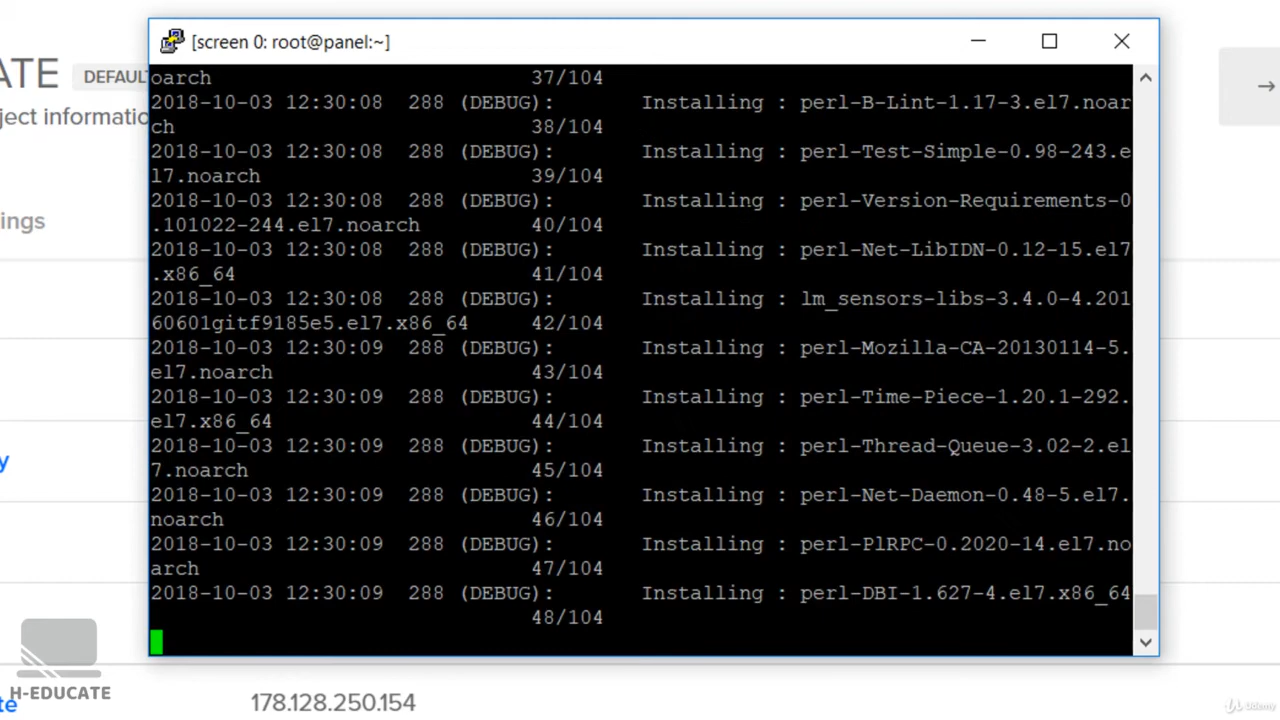 [screen 0: root@panel:~]
ATE DEFAULT
ject informatio
ings
y
te
oarch 37/104
2018-10-03 12:30:08 288 (DEBUG): Installing : perl-B-Lint-1.17-3.el7.noar
ch 38/104
2018-10-03 12:30:08 288 (DEBUG): Installing : perl-Test-Simple-0.98-243.e
l7.noarch 39/104
2018-10-03 12:30:08 288 (DEBUG): Installing : perl-Version-Requirements-0
.101022-244.el7.noarch 40/104
2018-10-03 12:30:08 288 (DEBUG): Installing : perl-Net-LibIDN-0.12-15.el7
.x86_64 41/104
2018-10-03 12:30:08 288 (DEBUG): Installing : lm_sensors-libs-3.4.0-4.201
60601gitf9185e5.el7.x86_64 42/104
2018-10-03 12:30:09 288 (DEBUG): Installing : perl-Mozilla-CA-20130114-5.
el7.noarch 43/104
2018-10-03 12:30:09 288 (DEBUG): Installing : perl-Time-Piece-1.20.1-292.
el7.x86_64 44/104
2018-10-03 12:30:09 288 (DEBUG): Installing : perl-Thread-Queue-3.02-2.el
7.noarch 45/104
2018-10-03 12:30:09 288 (DEBUG): Installing : perl-Net-Daemon-0.48-5.el7.
noarch 46/104
2018-10-03 12:30:09 288 (DEBUG): Installing : perl-PlRPC-0.2020-14.el7.no
arch 47/104
2018-10-03 12:30:09 288 (DEBUG): Installing : perl-DBI-1.627-4.el7.x86_64
48/104
H-EDUCATE
178.128.250.154
Udemy